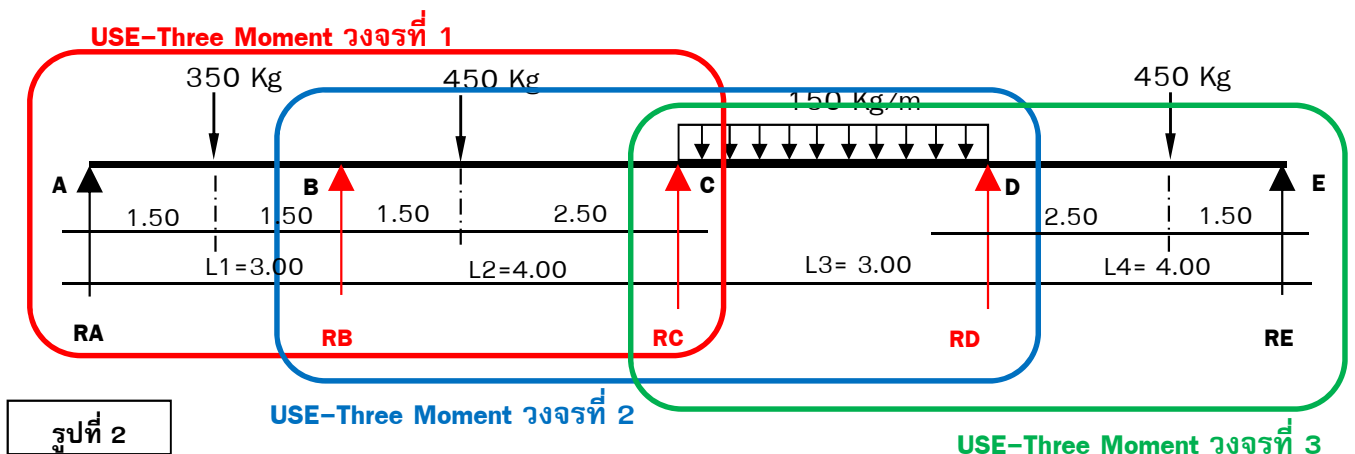 USE-Three Moment วงจรที่ 1
350 Kg 450 Kg 450 Kg
150 Kg/m
A B C D E
1.50 1.50 1.50 2.50 2.50 1.50
L1=3.00 L2=4.00 L3= 3.00 L4= 4.00
RA RB RC RD RE
USE-Three Moment วงจรที่ 2
รูปที่ 2
USE-Three Moment วงจรที่ 3